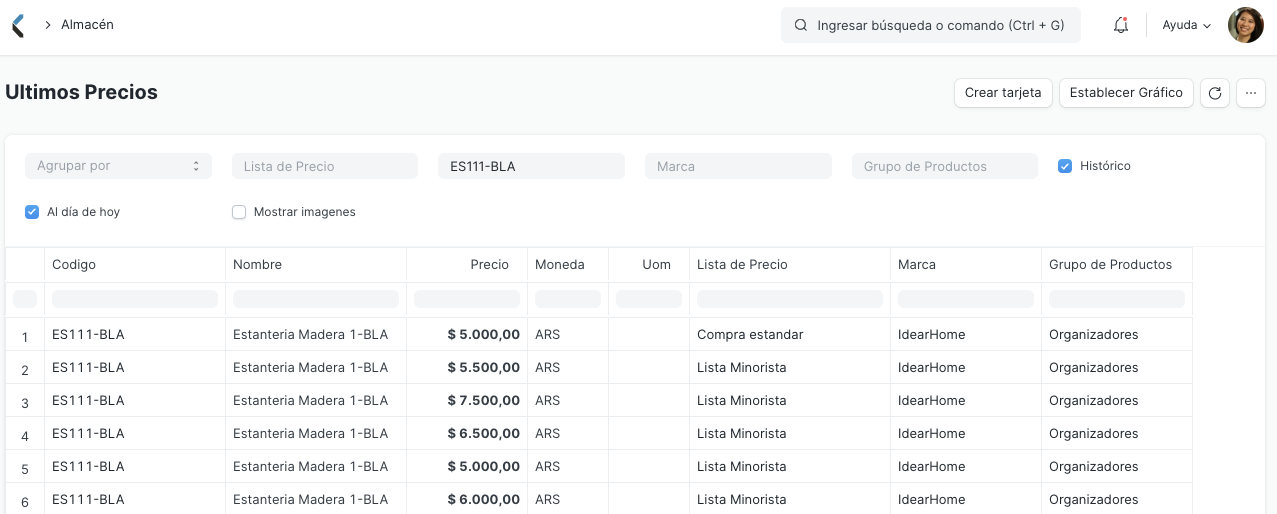 Almacén
Ingresar búsqueda o comando (Ctrl + G)
Ayuda
Ultimos Precios
Crear tarjeta
Establecer Gráfico
Agrupar por
Lista de Precio
ES111-BLA
Marca
Grupo de Productos
Histórico
Al día de hoy
Mostrar imagenes
Codigo Nombre Precio Moneda Uom Lista de Precio Marca Grupo de Productos
1 ES111-BLA Estanteria Madera 1-BLA $ 5.000,00 ARS Compra estandar IdearHome Organizadores
2 ES111-BLA Estanteria Madera 1-BLA $ 5.500,00 ARS Lista Minorista IdearHome Organizadores
3 ES111-BLA Estanteria Madera 1-BLA $ 7.500,00 ARS Lista Minorista IdearHome Organizadores
4 ES111-BLA Estanteria Madera 1-BLA $ 6.500,00 ARS Lista Minorista IdearHome Organizadores
5 ES111-BLA Estanteria Madera 1-BLA $ 5.000,00 ARS Lista Minorista IdearHome Organizadores
6 ES111-BLA Estanteria Madera 1-BLA $ 6.000,00 ARS Lista Minorista IdearHome Organizadores